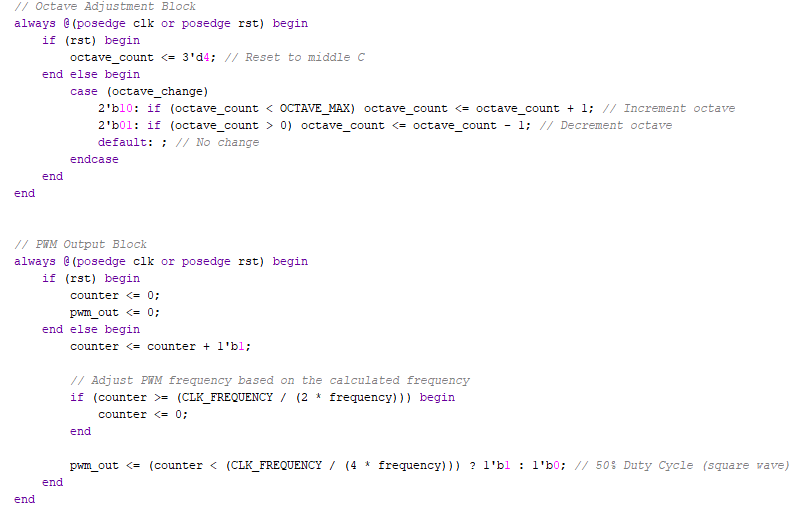 // Octave Adjustment Block
always @(posedge clk or posedge rst) begin
    if (rst) begin
        octave_count <= 3'd4; // Reset to middle C
    end else begin
        case (octave_change)
            2'b10: if (octave_count < OCTAVE_MAX) octave_count <= octave_count + 1; // Increment octave
            2'b01: if (octave_count > 0) octave_count <= octave_count - 1; // Decrement octave
            default: ; // No change
        endcase
    end
end
// PWM Output Block
always @(posedge clk or posedge rst) begin
    if (rst) begin
        counter <= 0;
        pwm_out <= 0;
    end else begin
        counter <= counter + 1'b1;
        // Adjust PWM frequency based on the calculated frequency
        if (counter >= (CLK_FREQUENCY / (2 * frequency))) begin
            counter <= 0;
        end
        pwm_out <= (counter < (CLK_FREQUENCY / (4 * frequency))) ? 1'b1 : 1'b0; // 50% Duty Cycle (square wave)
    end
end